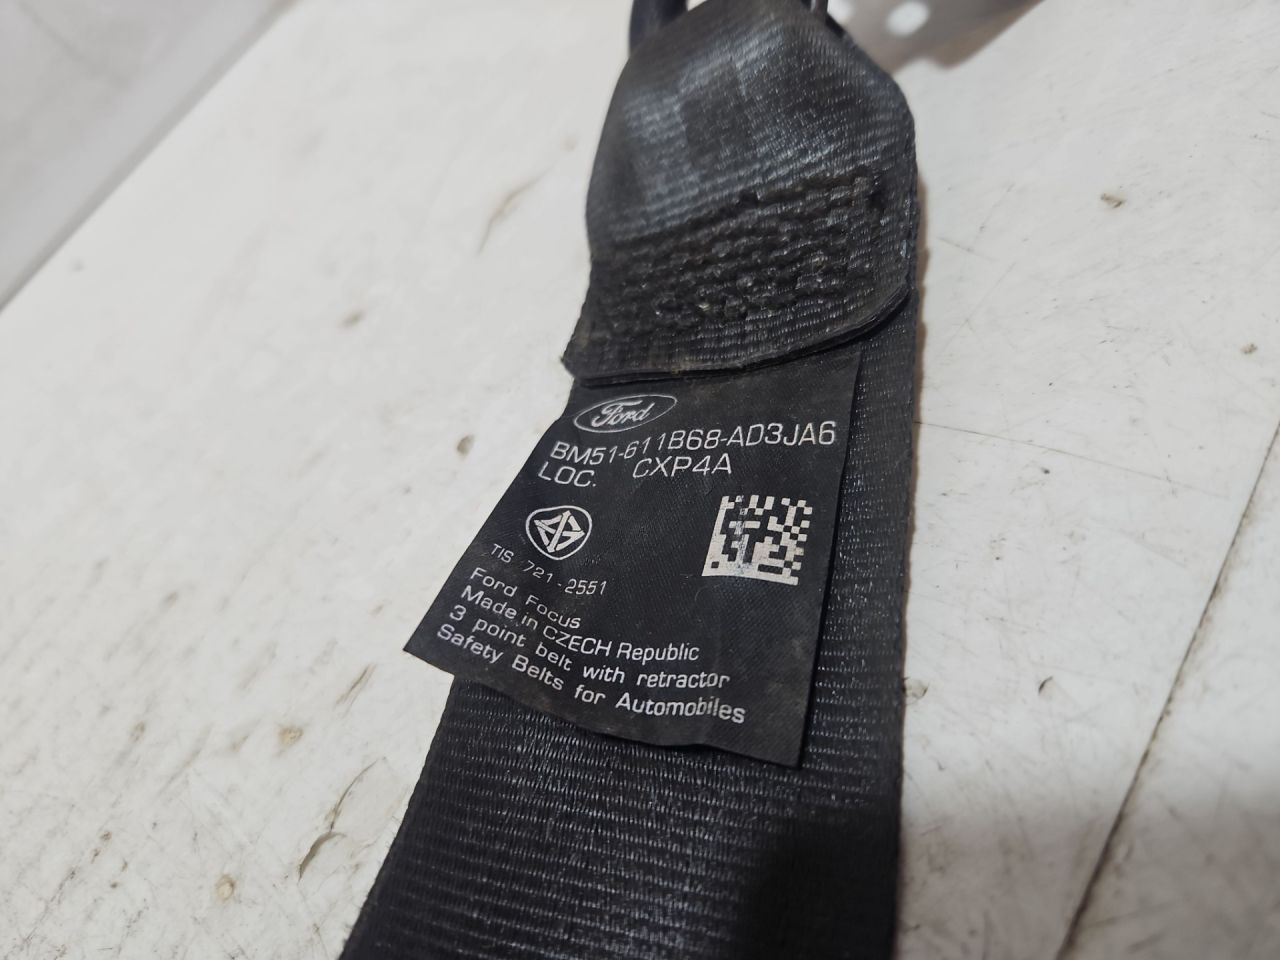 Ford
BM51-611B68-AD3JA6
LOC. CXP4A
TIS 721-2551
Ford Focus
Made in CZECH Republic
3 point belt with retractor
Safety Belts for Automobiles